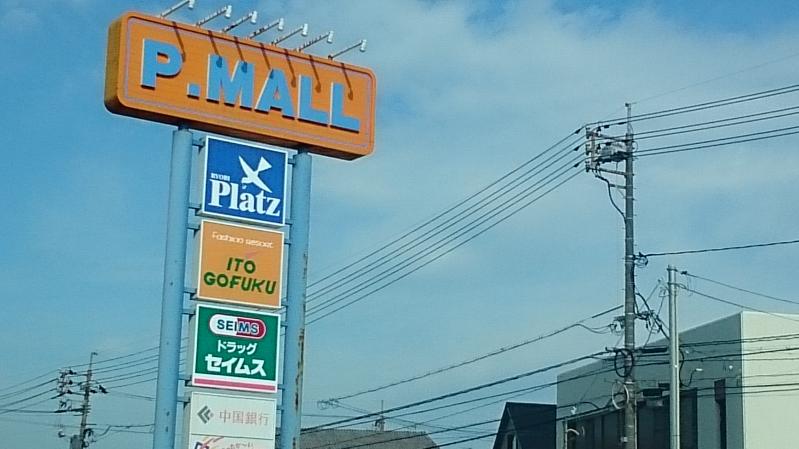 P.MALL
RYOBI
Platz
Fashion Resort
ITO
GOFUKU
SEIMS
ドラッグ
セイムス
中国銀行